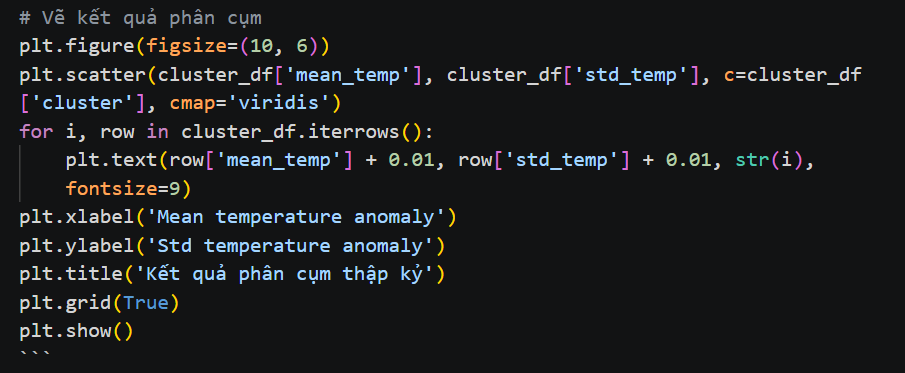 # Vẽ kết quả phân cụm
plt.figure(figsize=(10, 6))
plt.scatter(cluster_df['mean_temp'], cluster_df['std_temp'], c=cluster_df
['cluster'], cmap='viridis')
for i, row in cluster_df.iterrows():
    plt.text(row['mean_temp'] + 0.01, row['std_temp'] + 0.01, str(i),
    fontsize=9)
plt.xlabel('Mean temperature anomaly')
plt.ylabel('Std temperature anomaly')
plt.title('Kết quả phân cụm thập kỷ')
plt.grid(True)
plt.show()
```